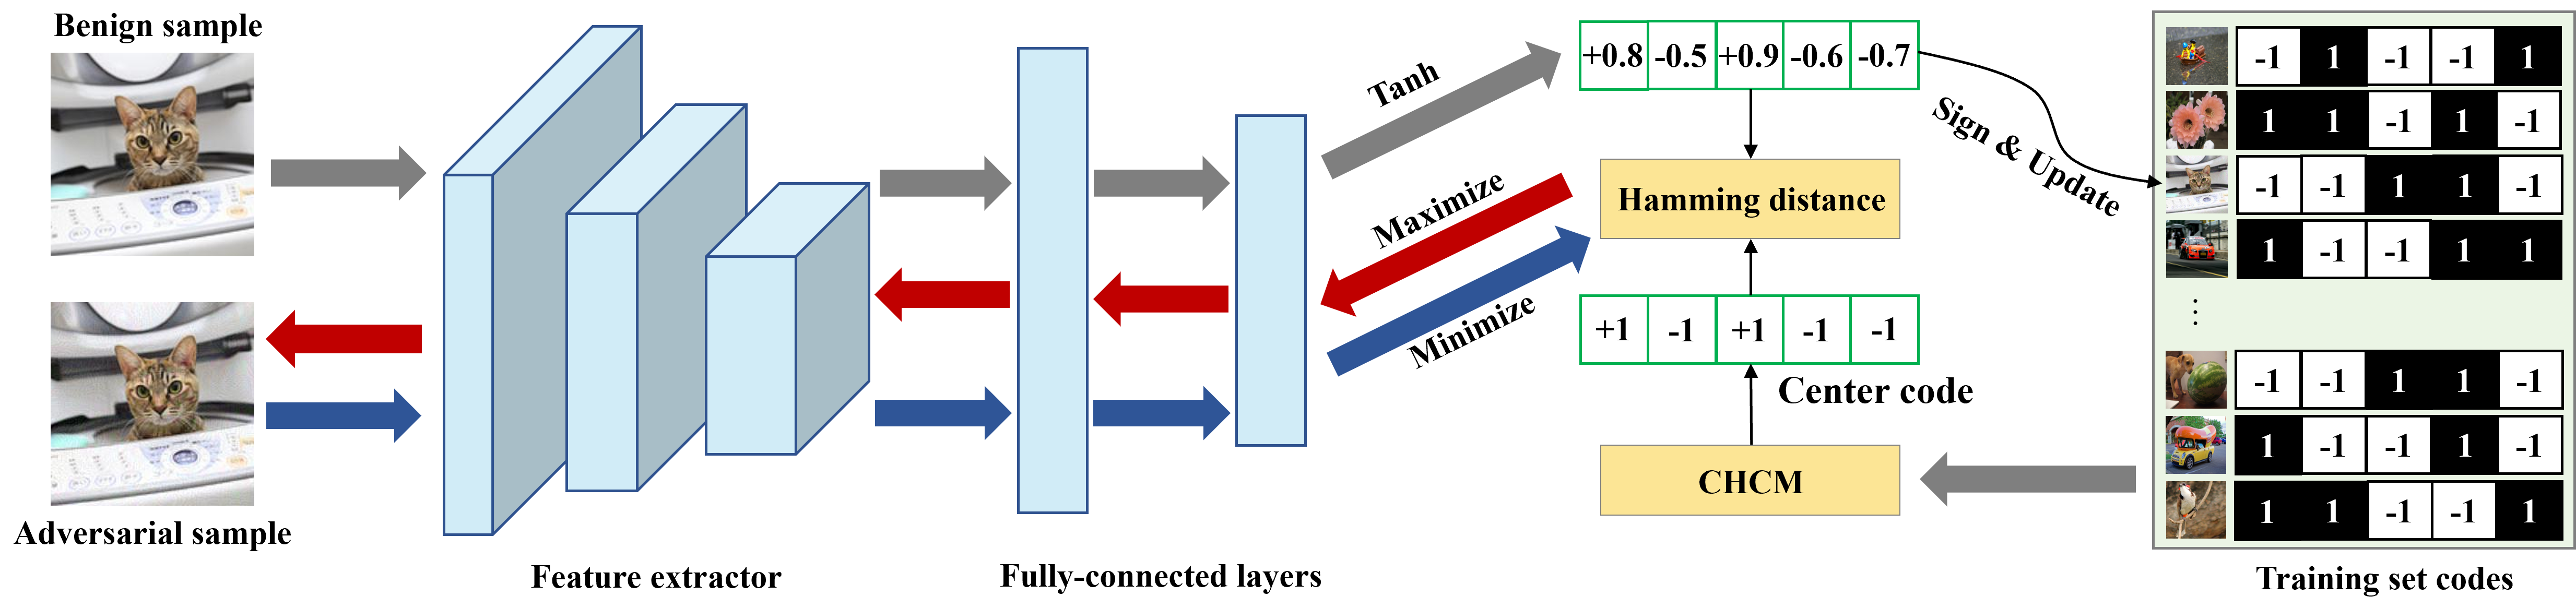 Benign sample
Adversarial sample
Feature extractor
Fully-connected layers
Tanh
Maximize
Minimize
+0.8 -0.5 +0.9 -0.6 -0.7
Hamming distance
+1 -1 +1 -1 -1
Center code
CHCM
Sign & Update
-1 1 -1 -1 1
1 1 -1 1 -1
-1 -1 1 1 -1
1 -1 -1 1 1
⋮
-1 -1 1 1 -1
1 -1 -1 1 -1
1 1 -1 -1 1
Training set codes